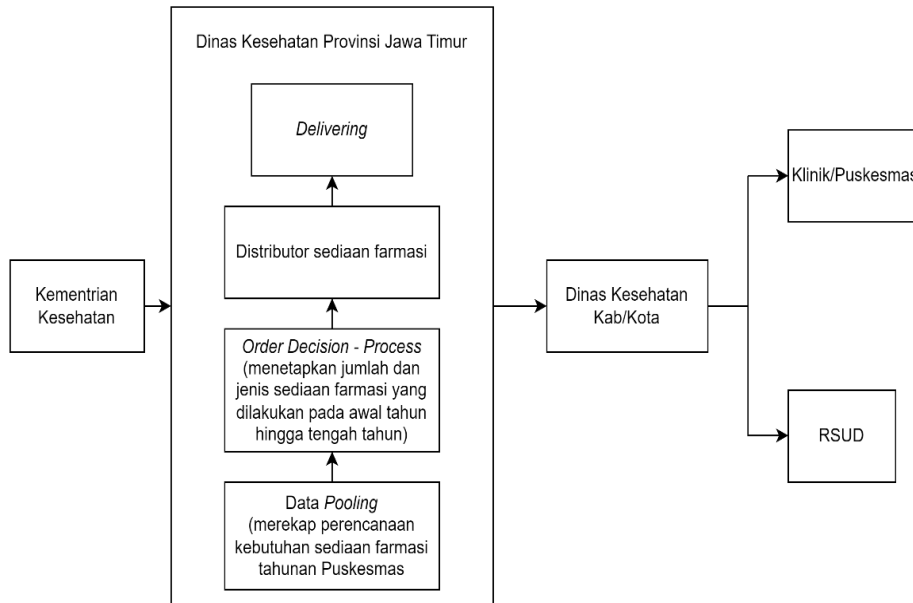 Dinas Kesehatan Provinsi Jawa Timur
Delivering
Distributor sediaan farmasi
Order Decision - Process
(menetapkan jumlah dan
jenis sediaan farmasi yang
dilakukan pada awal tahun
hingga tengah tahun)
Data Pooling
(merekap perencanaan
kebutuhan sediaan farmasi
tahunan Puskesmas
Kementrian
Kesehatan
Dinas Kesehatan
Kab/Kota
Klinik/Puskesmas
RSUD